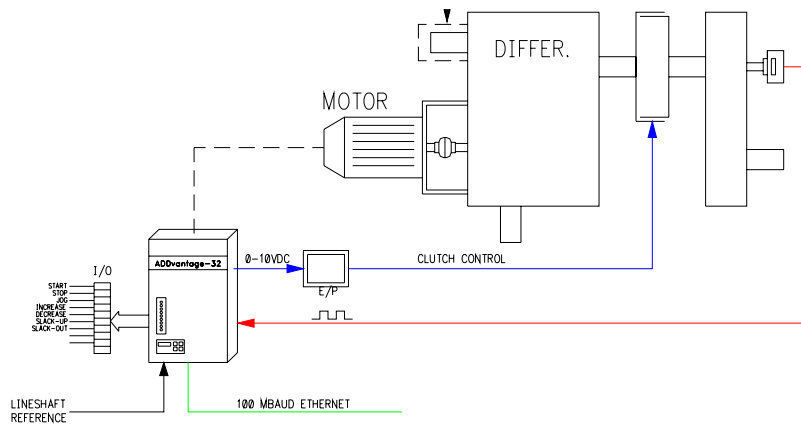 DIFFER.
MOTOR
ADDvantage-32
0-10VDC
CLUTCH CONTROL
E/P
I/O
START
STOP
JOG
INCREASE
DECREASE
SLACK-UP
SLACK-OUT
LINESHAFT
REFERENCE
100 MBAUD ETHERNET